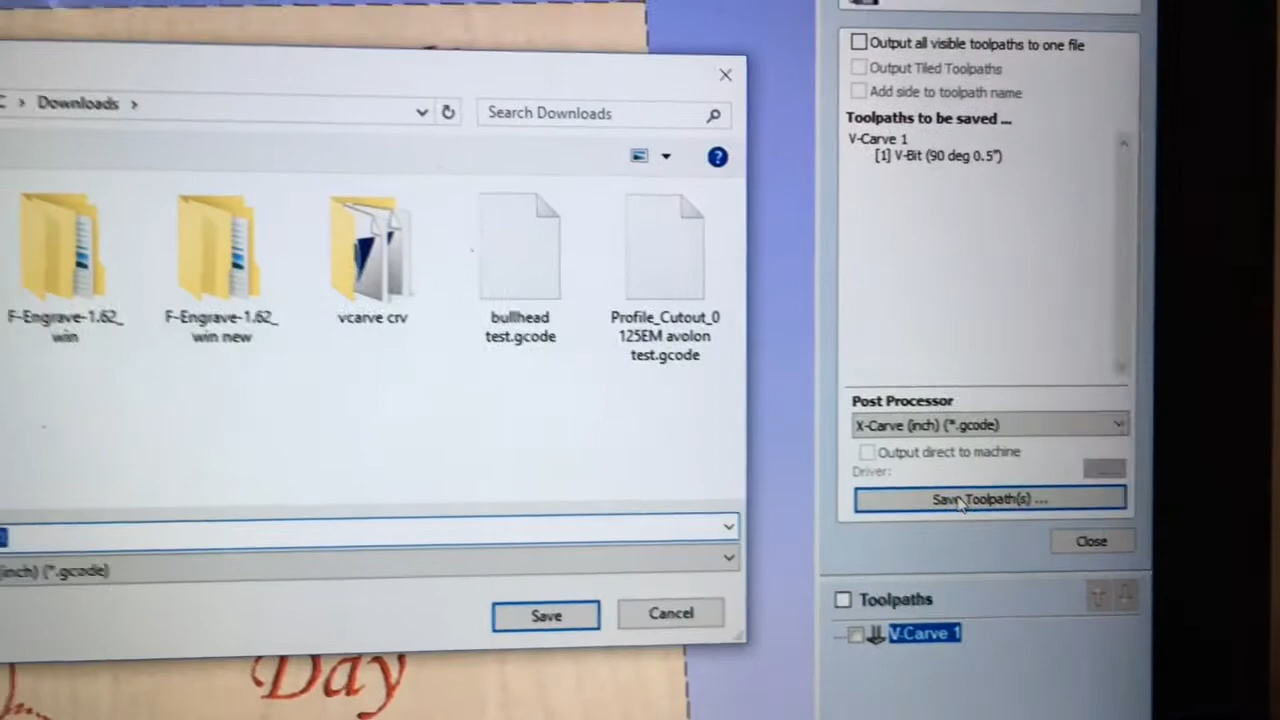 Downloads
Search Downloads
F-Engrave-1.62_
win
F-Engrave-1.62_
win new
vcarve crv
bullhead
test.gcode
Profile_Cutout_0
125EM avolon
test.gcode
(inch) (*.gcode)
Save
Cancel
Day
Output all visible toolpaths to one file
Output Tiled Toolpaths
Add side to toolpath name
Toolpaths to be saved ...
V-Carve 1
[1] V-Bit (90 deg 0.5")
Post Processor
X-Carve (inch) (*.gcode)
Output direct to machine
Driver:
Save Toolpath(s) ...
Close
Toolpaths
V-Carve 1